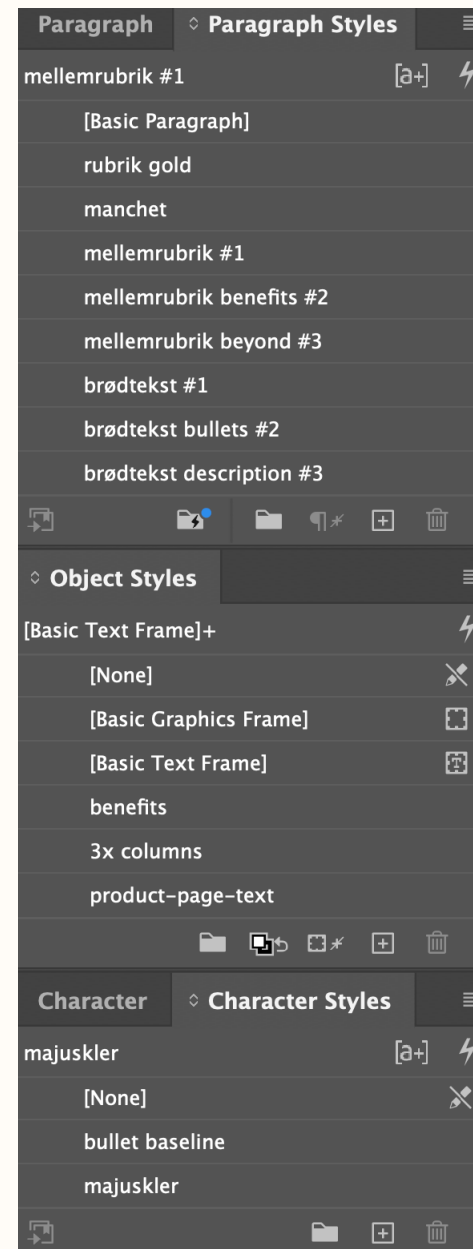 Paragraph
Paragraph Styles
mellemrubrik #1
[a+]
[Basic Paragraph]
rubrik gold
manchet
mellemrubrik #1
mellemrubrik benefits #2
mellemrubrik beyond #3
brødtekst #1
brødtekst bullets #2
brødtekst description #3
Object Styles
[Basic Text Frame]+
[None]
[Basic Graphics Frame]
[Basic Text Frame]
benefits
3x columns
product-page-text
Character
Character Styles
majuskler
[a+]
[None]
bullet baseline
majuskler